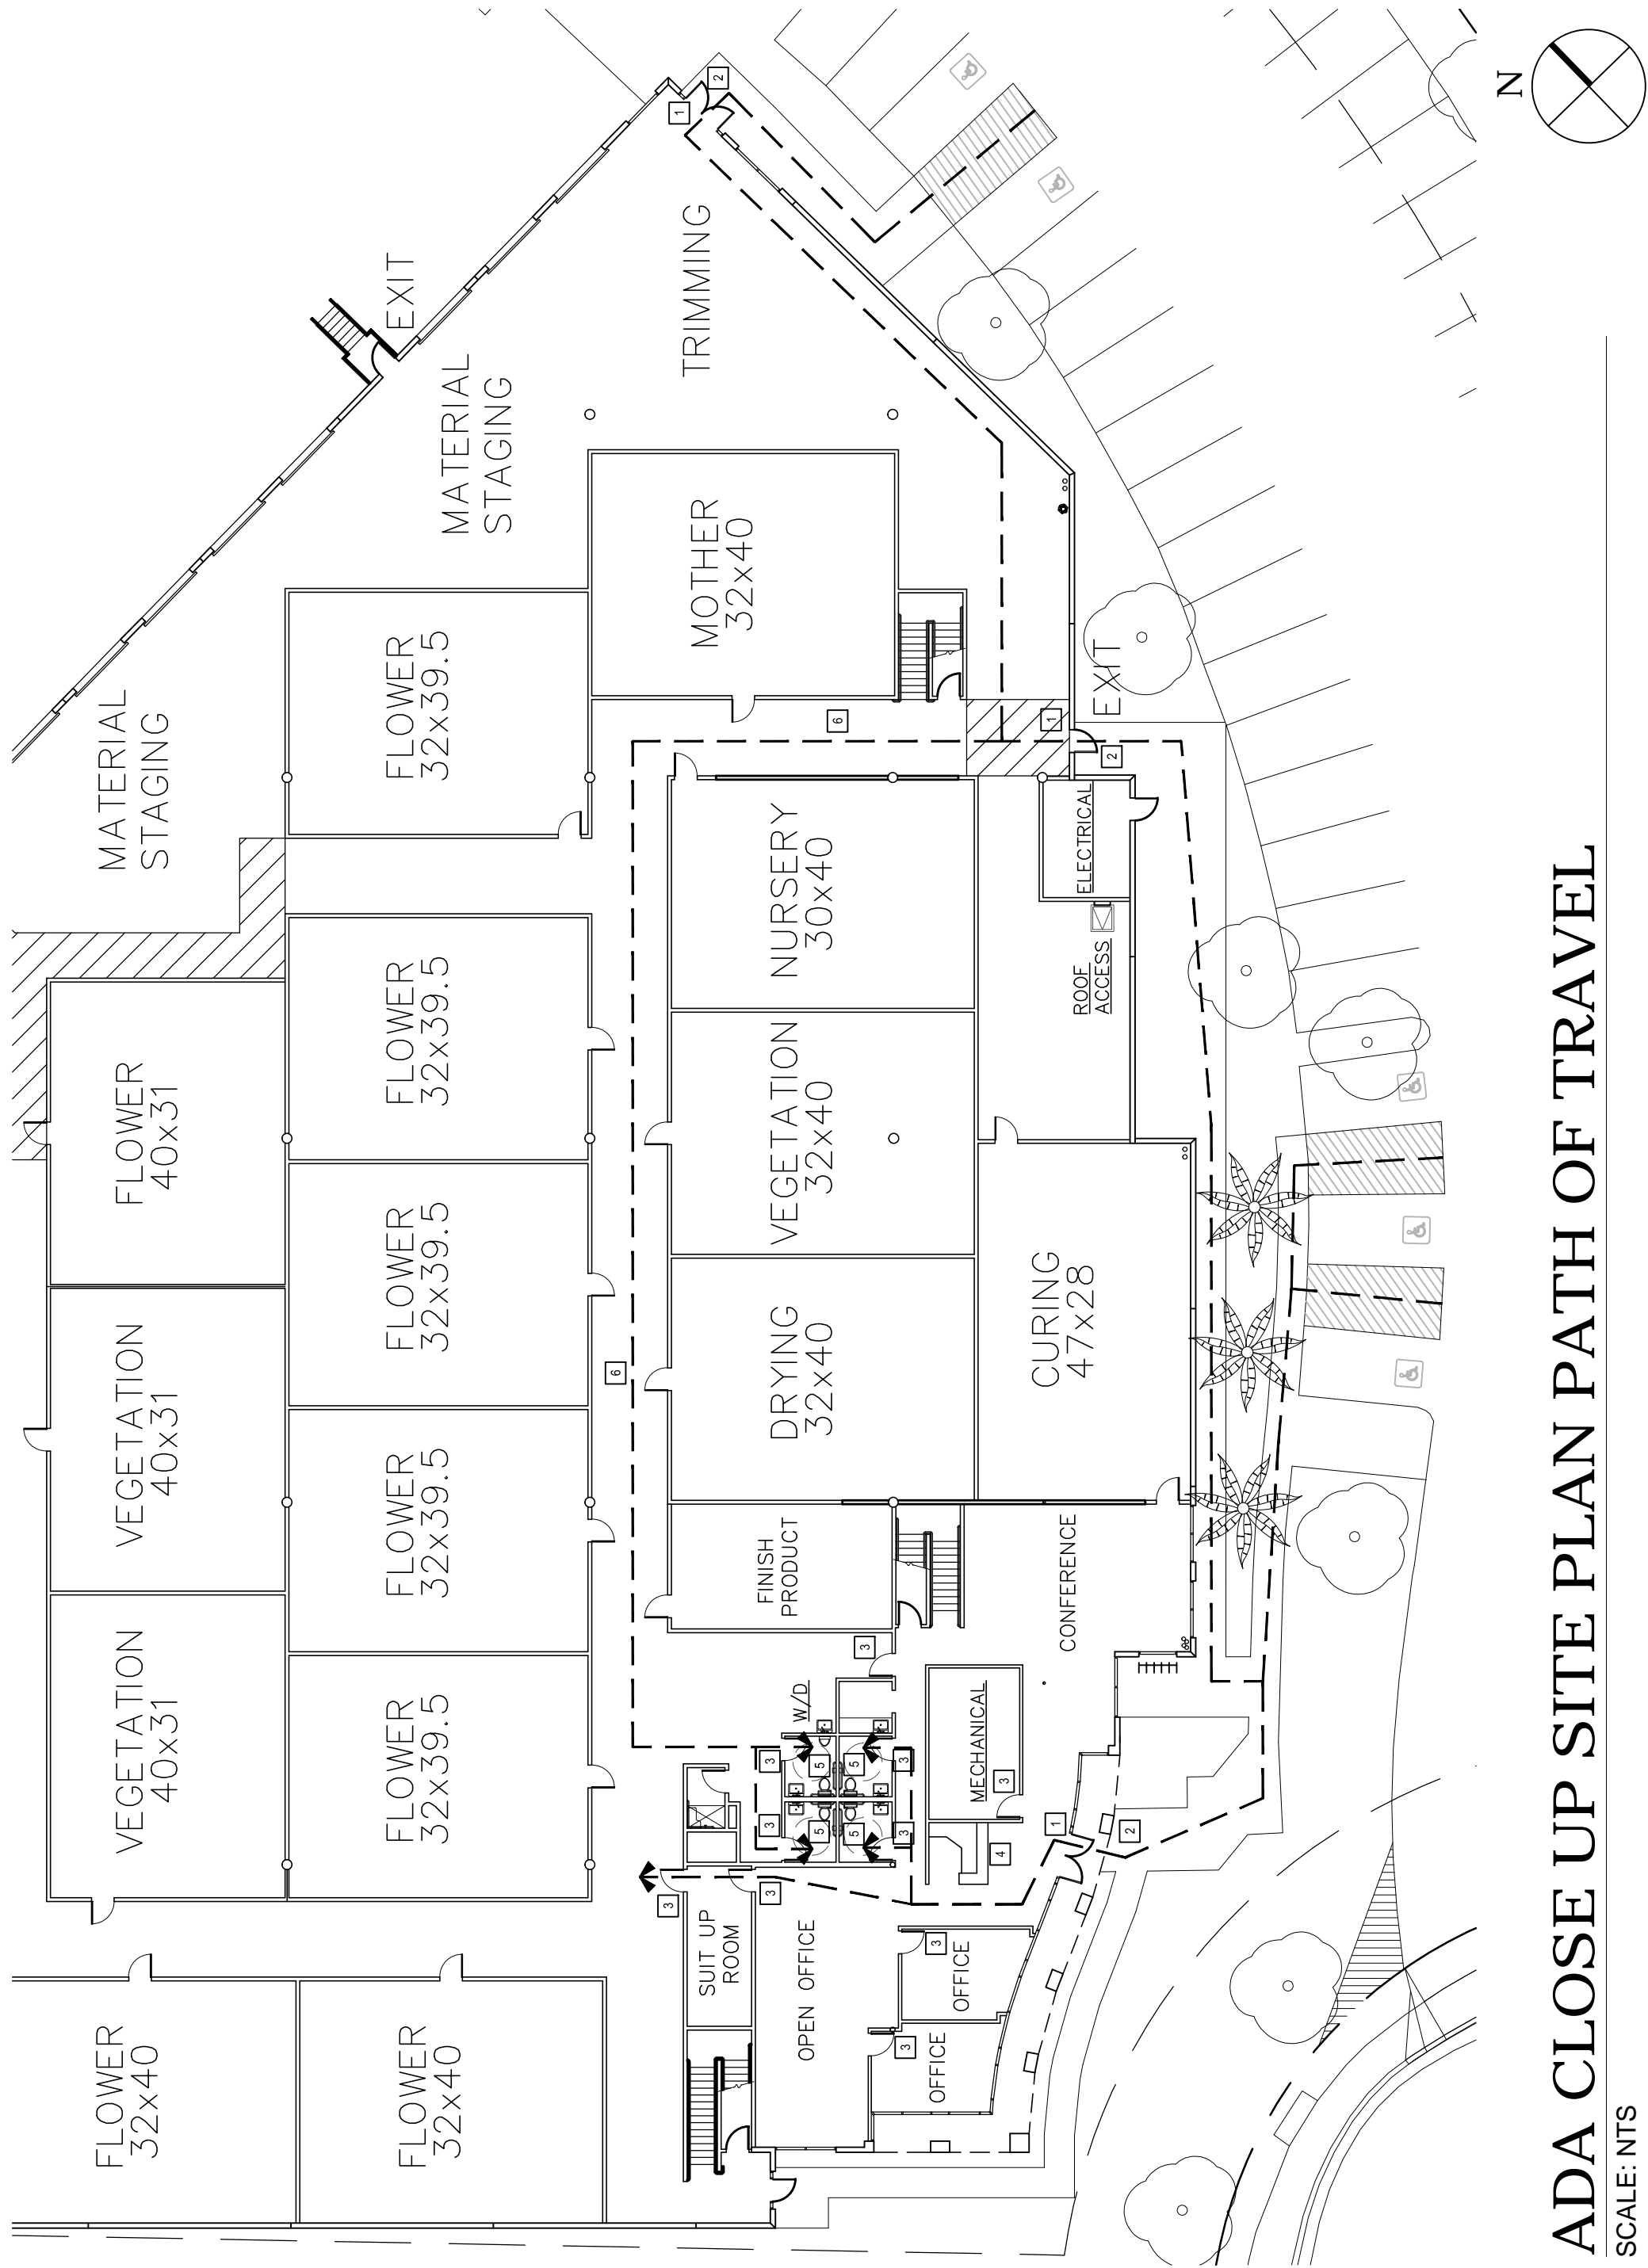 MATERIAL
STAGING
MATERIAL
STAGING
EXIT
TRIMMING
1
2
FLOWER
32x39.5
MOTHER
32x40
6
1
EXIT
2
FLOWER
40x31
FLOWER
32x39.5
NURSERY
30x40
ELECTRICAL
ROOF
ACCESS
VEGETATION
40x31
FLOWER
32x39.5
VEGETATION
32x40
6
DRYING
32x40
CURING
47x28
VEGETATION
40x31
FLOWER
32x39.5
FINISH
PRODUCT
CONFERENCE
3
FLOWER
32x39.5
W/D
MECHANICAL
3
3
3
3
3
3
5
5
5
5
4
1
2
3
3
SUIT UP
ROOM
OPEN OFFICE
OFFICE
3
OFFICE
3
FLOWER
32x40
FLOWER
32x40
N
ADA CLOSE UP SITE PLAN PATH OF TRAVEL
SCALE: NTS